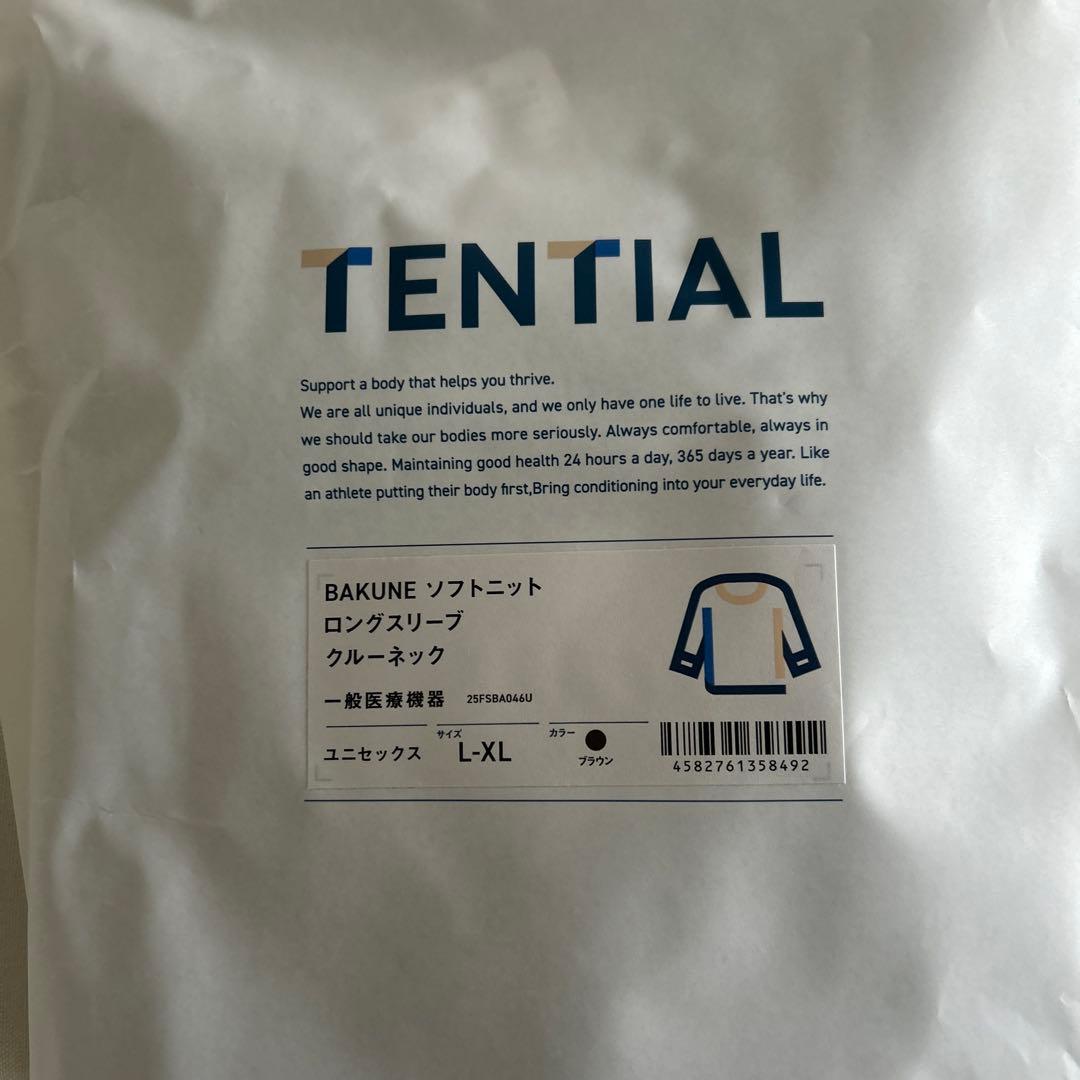 TENTIAL
Support a body that helps you thrive.
We are all unique individuals, and we only have one life to live. That's why
we should take our bodies more seriously. Always comfortable, always in
good shape. Maintaining good health 24 hours a day, 365 days a year. Like
an athlete putting their body first,Bring conditioning into your everyday life.
BAKUNE ソフトニット
ロングスリーブ
クルーネック
一般医療機器 25FSBA046U
ユニセックス
サイズ
L-XL
カラー
ブラウン
4582761358492